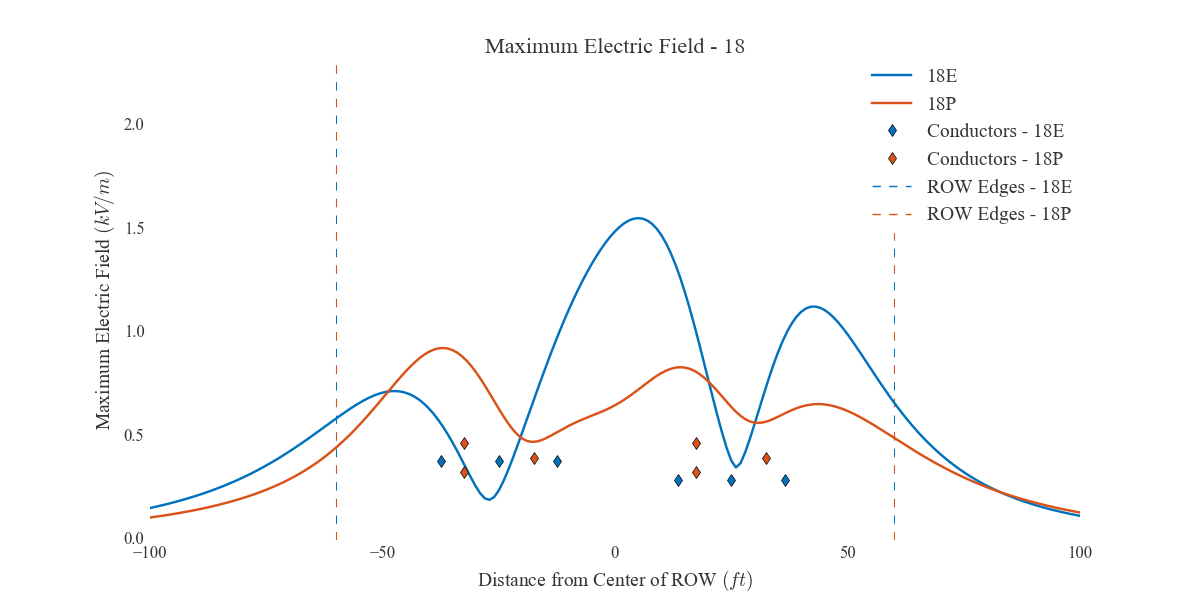 Maximum Electric Field - 18
18E
18P
Conductors - 18E
Conductors - 18P
ROW Edges - 18E
ROW Edges - 18P
Maximum Electric Field (kV/m)
2.0
1.5
1.0
0.5
0.0
−100
−50
0
50
100
Distance from Center of ROW (ft)